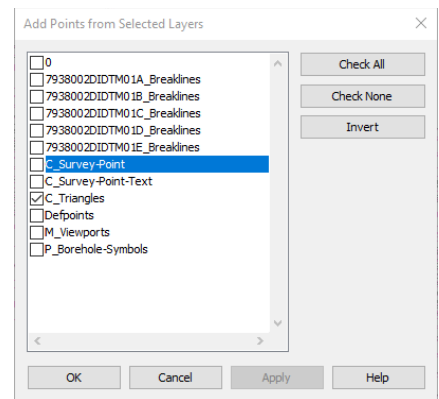 Add Points from Selected Layers
0
7938002DIDTM01A_Breaklines
7938002DIDTM01B_Breaklines
7938002DIDTM01C_Breaklines
7938002DIDTM01D_Breaklines
7938002DIDTM01E_Breaklines
C_Survey-Point
C_Survey-Point-Text
C_Triangles
Defpoints
M_Viewports
P_Borehole-Symbols
Check All
Check None
Invert
OK Cancel Apply Help